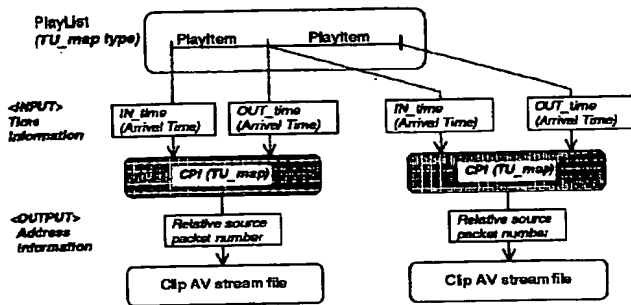 PlayList
(TU_map type)
PlayItem PlayItem
<INPUT>
Time
Information
IN_time
(Arrival Time)
OUT_time
(Arrival Time)
IN_time
(Arrival Time)
OUT_time
(Arrival Time)
CPI (TU_map)
CPI (TU_map)
<OUTPUT>
Address
Information
Relative source
packet number
Relative source
packet number
Clip AV stream file
Clip AV stream file